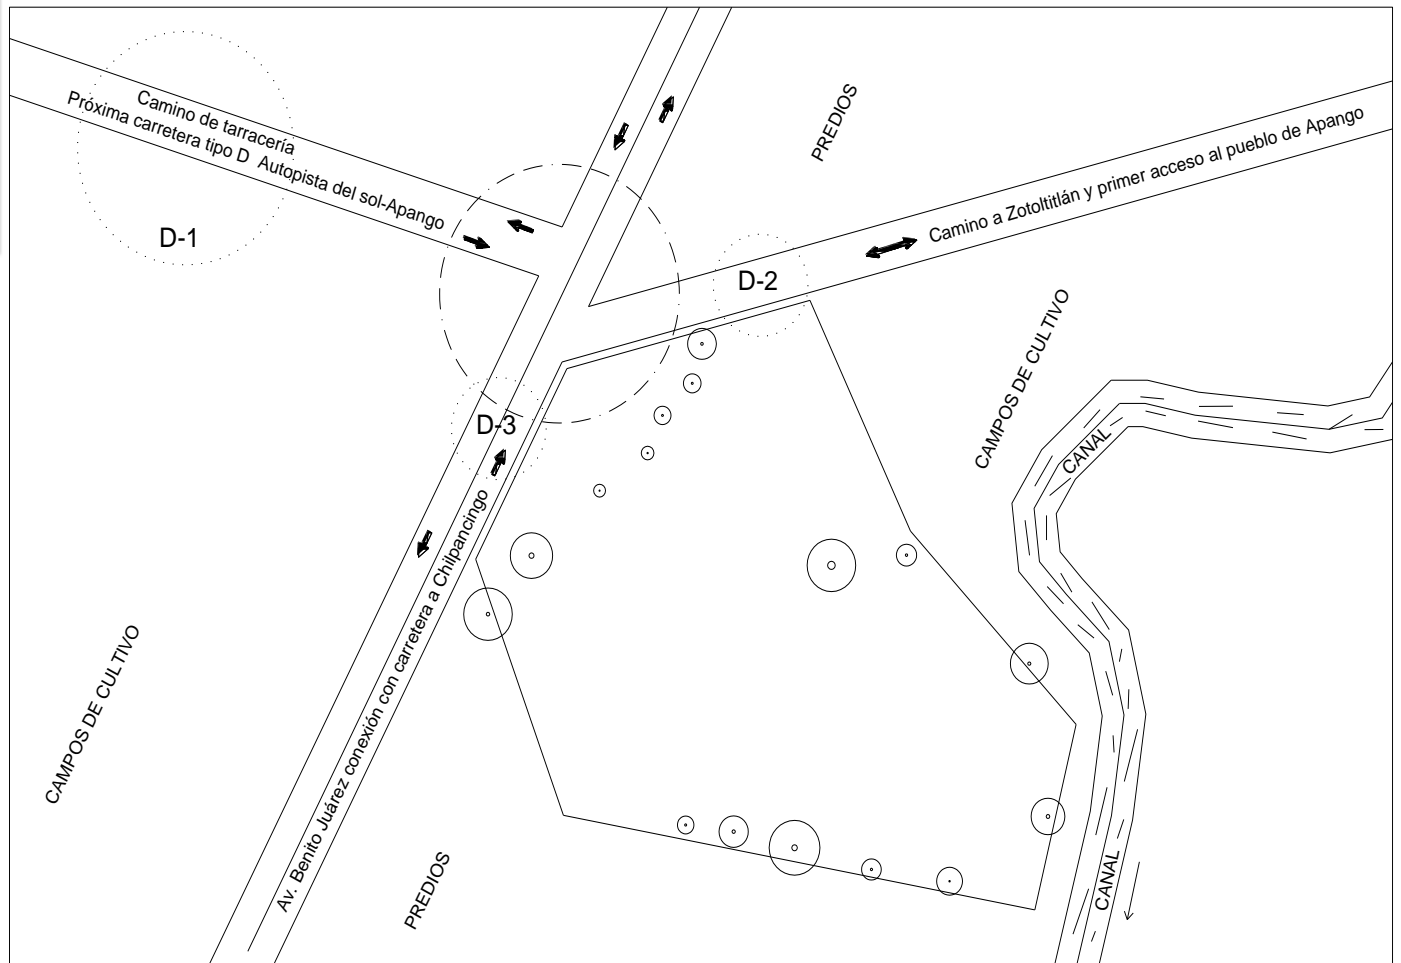 Camino de tarracería
Próxima carretera tipo D  Autopista del sol-Apango
PREDIOS
Camino a Zotoltitlán y primer acceso al pueblo de Apango
D-1
D-2
CAMPOS DE CULTIVO
D-3
CANAL
Av. Benito Juárez conexión con carretera a Chilpancingo
CAMPOS DE CULTIVO
PREDIOS
CANAL